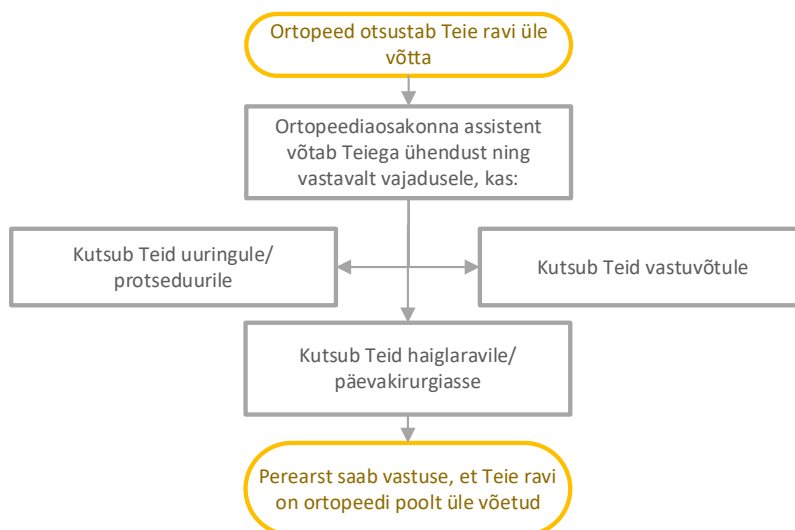 Ortopeed otsustab Teie ravi üle
võtta
Ortopeediaosakonna assistent
võtab Teiega ühendust ning
vastavalt vajadusele, kas:
Kutsub Teid uuringule/
protseduurile
Kutsub Teid vastuvõtule
Kutsub Teid haiglaravile/
päevakirurgiasse
Perearst saab vastuse, et Teie ravi
on ortopeedi poolt üle võetud